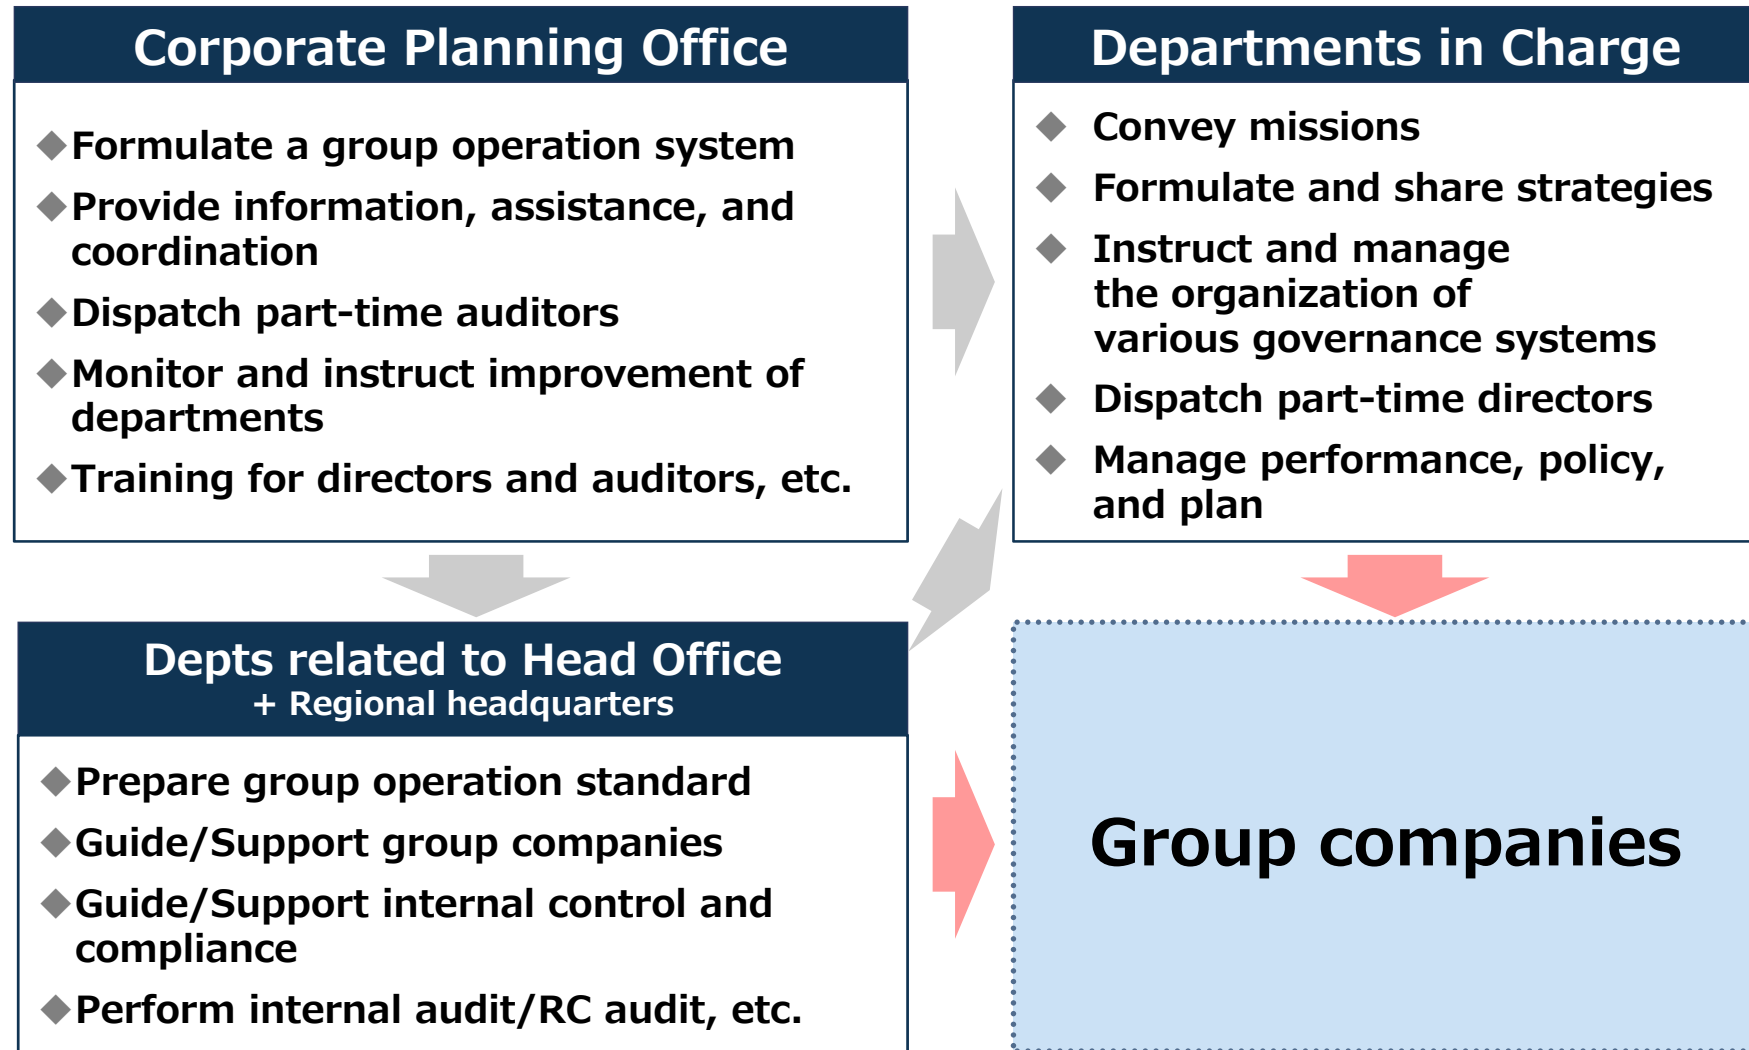 Corporate Planning Office
◆Formulate a group operation system
◆Provide information, assistance, and
coordination
◆Dispatch part-time auditors
◆Monitor and instruct improvement of
departments
◆Training for directors and auditors, etc.
Departments in Charge
◆ Convey missions
◆ Formulate and share strategies
◆ Instruct and manage
the organization of
various governance systems
◆ Dispatch part-time directors
◆ Manage performance, policy,
and plan
Depts related to Head Office
+ Regional headquarters
◆Prepare group operation standard
◆Guide/Support group companies
◆Guide/Support internal control and
compliance
◆Perform internal audit/RC audit, etc.
Group companies